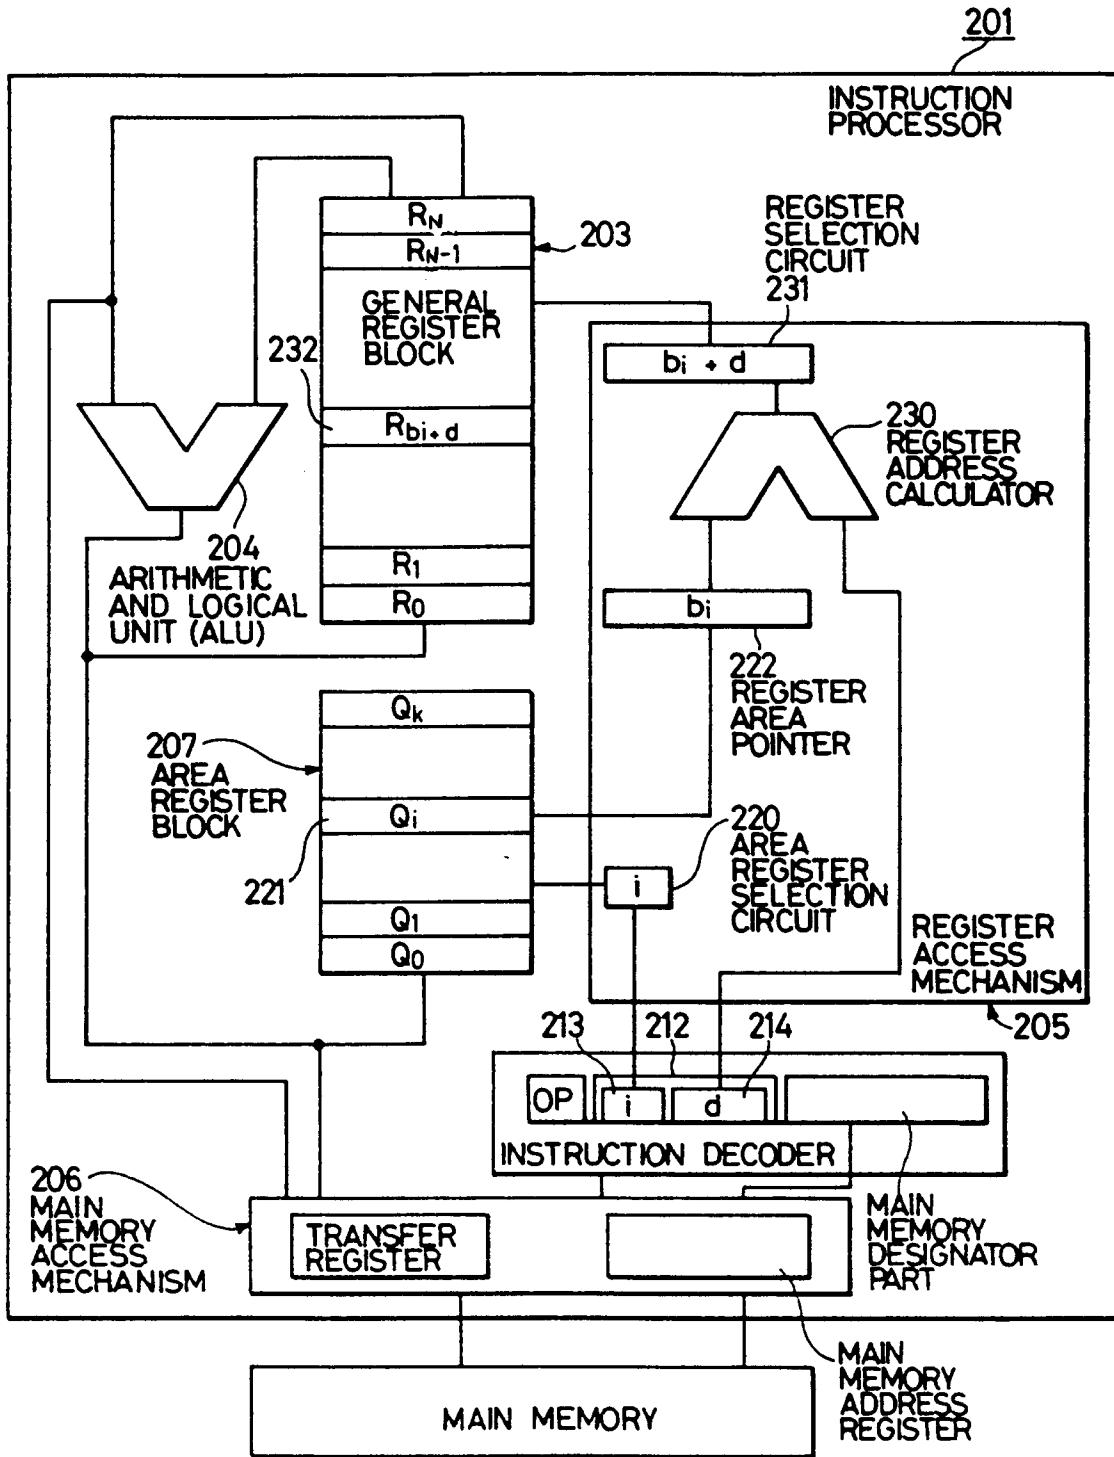 201
INSTRUCTION
PROCESSOR
RN
RN-1
203
GENERAL
REGISTER
BLOCK
232
Rbi+d
R1
R0
REGISTER
SELECTION
CIRCUIT
231
bi + d
230
REGISTER
ADDRESS
CALCULATOR
204
ARITHMETIC
AND LOGICAL
UNIT (ALU)
bi
222
REGISTER
AREA
POINTER
Qk
207
AREA
REGISTER
BLOCK
Qi
221
Q1
Q0
220
AREA
REGISTER
SELECTION
CIRCUIT
i
REGISTER
ACCESS
MECHANISM
205
213
212
214
OP
i
d
INSTRUCTION DECODER
206
MAIN
MEMORY
ACCESS
MECHANISM
TRANSFER
REGISTER
MAIN
MEMORY
DESIGNATOR
PART
MAIN
MEMORY
ADDRESS
REGISTER
MAIN MEMORY